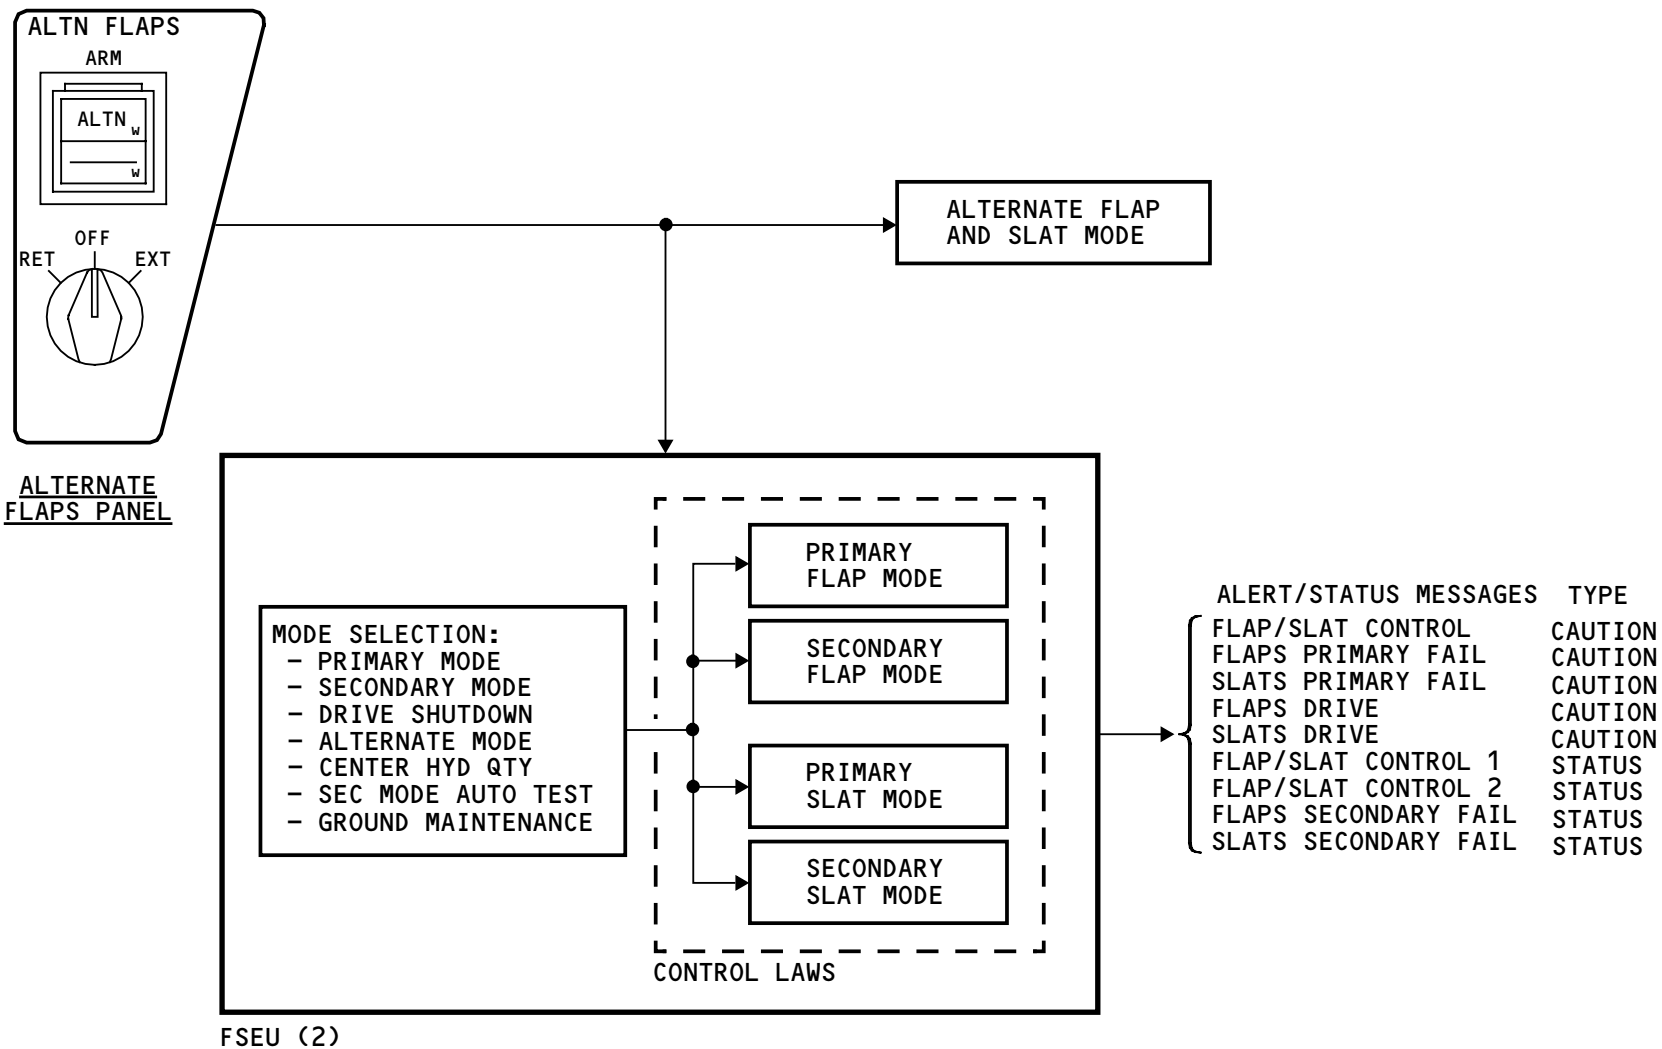 ALTN FLAPS
ARM
ALTN
W
W
OFF
RET
EXT
ALTERNATE
FLAPS PANEL
ALTERNATE FLAP
AND SLAT MODE
MODE SELECTION:
– PRIMARY MODE
– SECONDARY MODE
– DRIVE SHUTDOWN
– ALTERNATE MODE
– CENTER HYD QTY
– SEC MODE AUTO TEST
– GROUND MAINTENANCE
PRIMARY
FLAP MODE
SECONDARY
FLAP MODE
PRIMARY
SLAT MODE
SECONDARY
SLAT MODE
CONTROL LAWS
FSEU (2)
ALERT/STATUS MESSAGES TYPE
FLAP/SLAT CONTROL CAUTION
FLAPS PRIMARY FAIL CAUTION
SLATS PRIMARY FAIL CAUTION
FLAPS DRIVE CAUTION
SLATS DRIVE CAUTION
FLAP/SLAT CONTROL 1 STATUS
FLAP/SLAT CONTROL 2 STATUS
FLAPS SECONDARY FAIL STATUS
SLATS SECONDARY FAIL STATUS